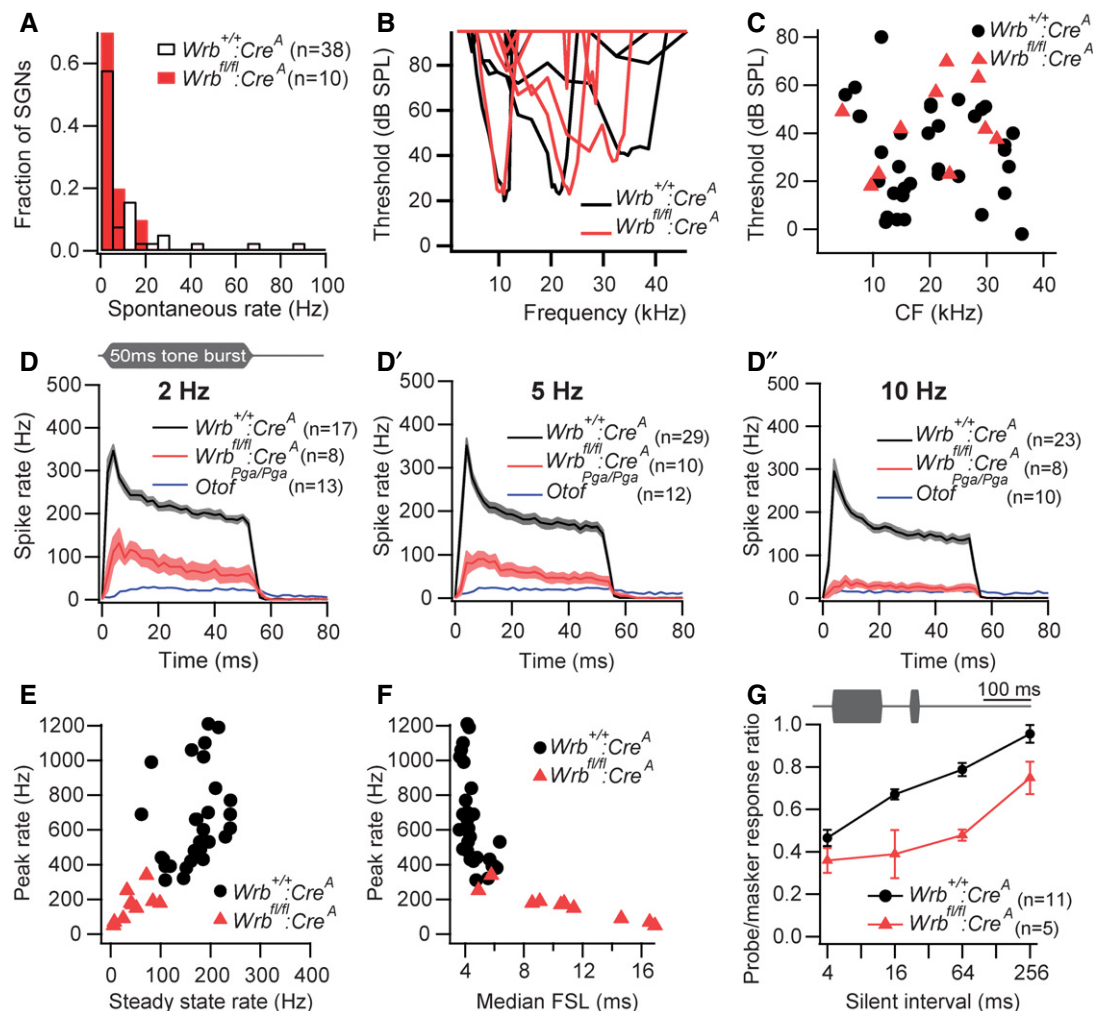 A
Wrb+/+:CreA (n=38)
Wrbfl/fl:CreA (n=10)
Fraction of SGNs
0.6
0.4
0.2
0.0
0 20 40 60 80 100
Spontaneous rate (Hz)
B
Threshold (dB SPL)
80
60
40
20
0
10 20 30 40
Frequency (kHz)
Wrb+/+:CreA
Wrbfl/fl:CreA
C
Wrb+/+:CreA
Wrbfl/fl:CreA
Threshold (dB SPL)
80
60
40
20
0
10 20 30 40
CF (kHz)
D
50ms tone burst
2 Hz
Wrb+/+:CreA (n=17)
Wrbfl/fl:CreA (n=8)
OtofPga/Pga (n=13)
Spike rate (Hz)
500
400
300
200
100
0
0 20 40 60 80
Time (ms)
D′
5 Hz
Wrb+/+:CreA (n=29)
Wrbfl/fl:CreA (n=10)
OtofPga/Pga (n=12)
Spike rate (Hz)
500
400
300
200
100
0
0 20 40 60 80
Time (ms)
D″
10 Hz
Wrb+/+:CreA (n=23)
Wrbfl/fl:CreA (n=8)
OtofPga/Pga (n=10)
Spike rate (Hz)
500
400
300
200
100
0
0 20 40 60 80
Time (ms)
E
Peak rate (Hz)
1200
1000
800
600
400
200
0
0 100 200 300 400
Steady state rate (Hz)
Wrb+/+:CreA
Wrbfl/fl:CreA
F
Wrb+/+:CreA
Wrbfl/fl:CreA
Peak rate (Hz)
1200
1000
800
600
400
200
0
4 8 12 16
Median FSL (ms)
G
100 ms
Probe/masker response ratio
1.0
0.8
0.6
0.4
0.2
0.0
Wrb+/+:CreA (n=11)
Wrbfl/fl:CreA (n=5)
4 16 64 256
Silent interval (ms)